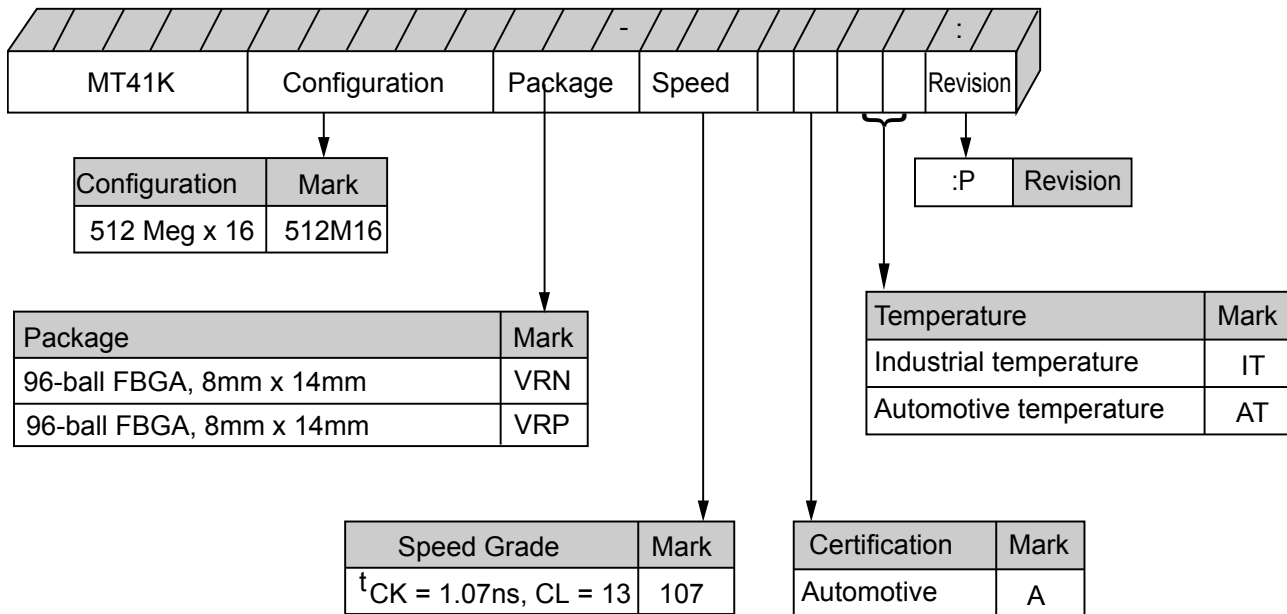 - :
MT41K Configuration Package Speed Revision
Configuration Mark
512 Meg x 16 512M16
:P Revision
Package Mark
96-ball FBGA, 8mm x 14mm VRN
96-ball FBGA, 8mm x 14mm VRP
Temperature Mark
Industrial temperature IT
Automotive temperature AT
Speed Grade Mark
tCK = 1.07ns, CL = 13 107
Certification Mark
Automotive A